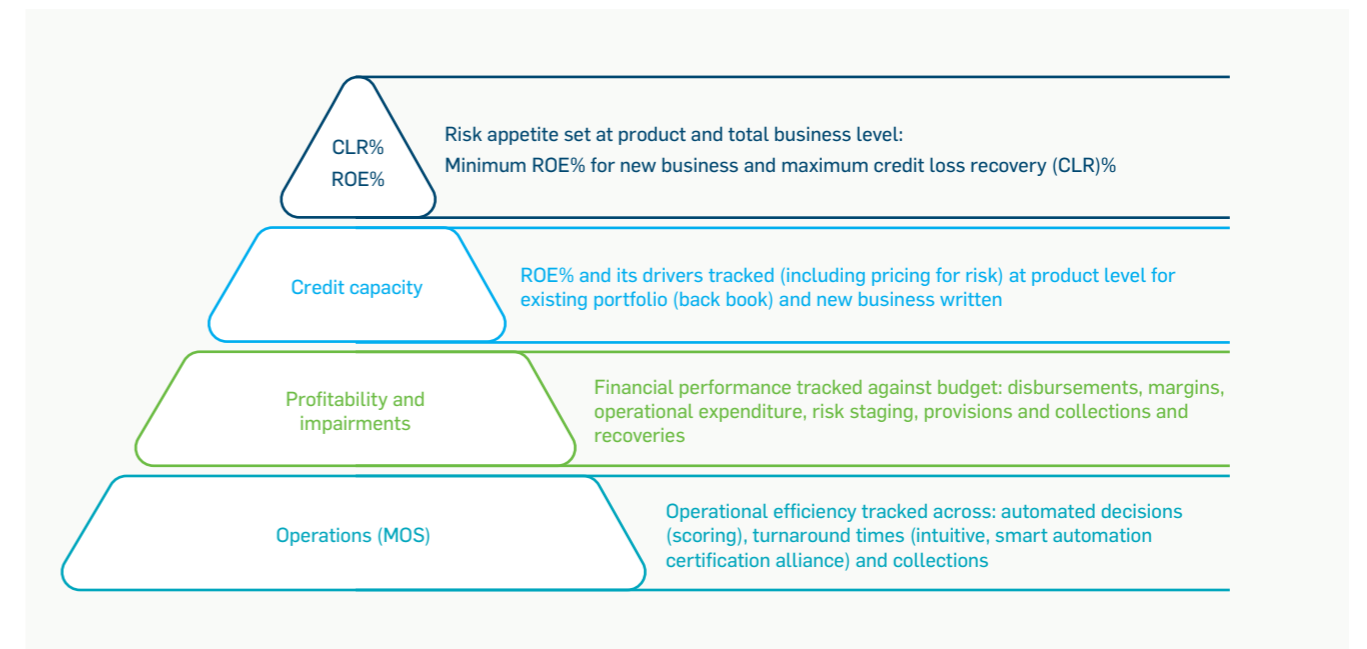 CLR%
ROE%
Risk appetite set at product and total business level:
Minimum ROE% for new business and maximum credit loss recovery (CLR)%
Credit capacity
ROE% and its drivers tracked (including pricing for risk) at product level for
existing portfolio (back book) and new business written
Profitability and
impairments
Financial performance tracked against budget: disbursements, margins,
operational expenditure, risk staging, provisions and collections and
recoveries
Operations (MOS)
Operational efficiency tracked across: automated decisions
(scoring), turnaround times (intuitive, smart automation
certification alliance) and collections